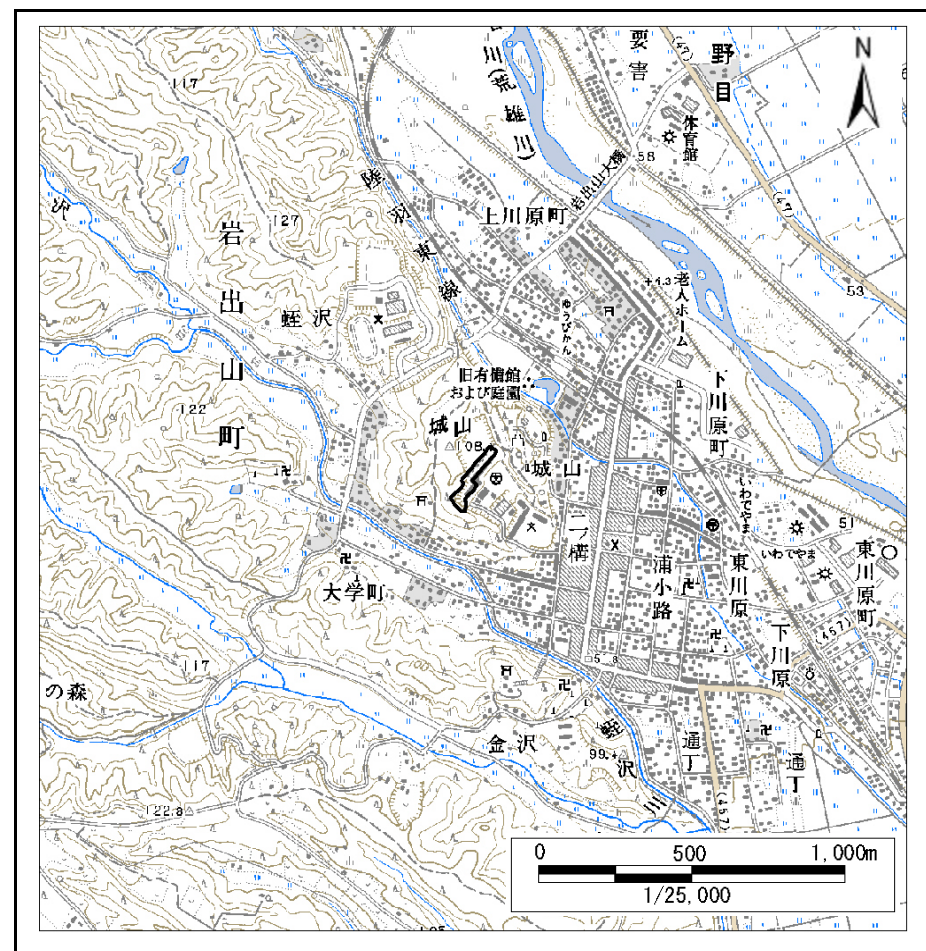 N
117
川(荒雄川)
要害
野目
(47)
体育館
58
岩出山大橋
(47)
沢
127
岩出山町
陸羽東線
上川原町
53
蛭沢
老人ホーム
ゆうびかん
旧有備館
および庭園
下川原町
122
城山
108
城山
いわでやま
51
二ノ構
いわでやま
東川原町
浦小路
東川原
大学町
(457)
下川原
117
の森
金沢
99.4
蛭沢川
通丁
通丁
122.8
(457)
0 500 1,000m
1/25,000